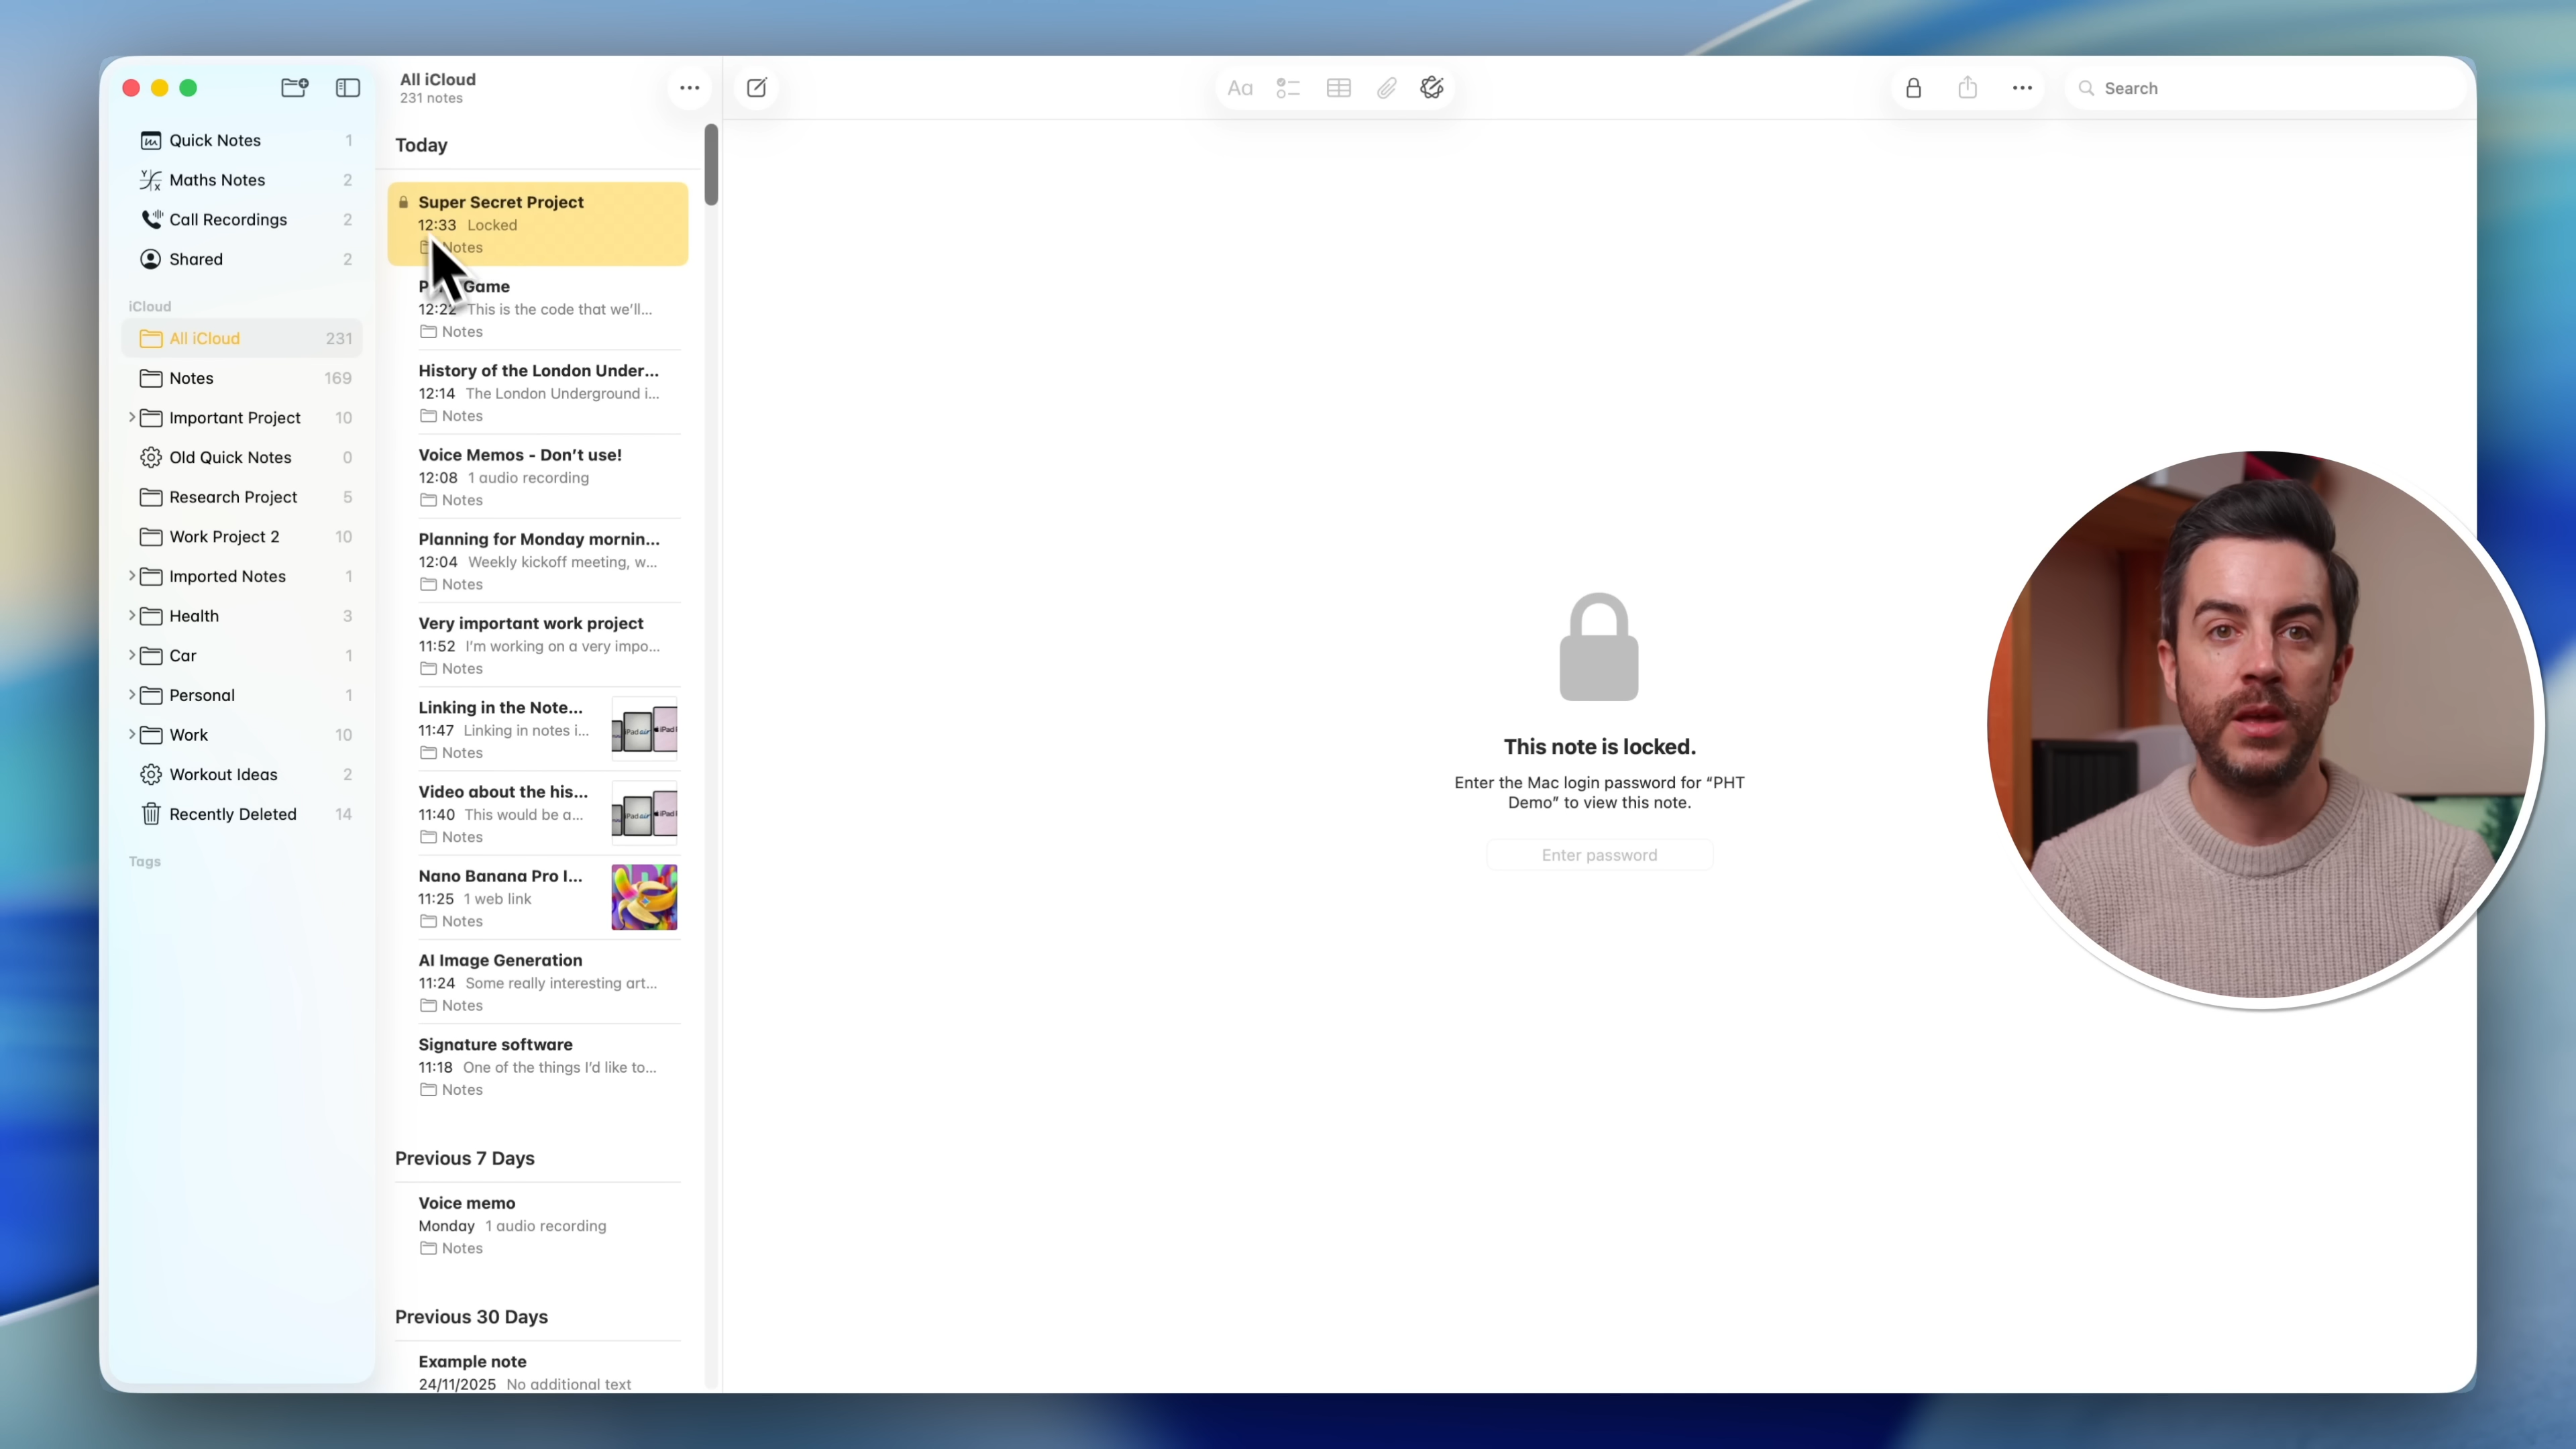 All iCloud
231 notes
Aa
Search
Quick Notes 1
Maths Notes 2
Call Recordings 2
Shared 2
iCloud
All iCloud 231
Notes 169
Important Project 10
Old Quick Notes 0
Research Project 5
Work Project 2 10
Imported Notes 1
Health 3
Car 1
Personal 1
Work 10
Workout Ideas 2
Recently Deleted 14
Tags
Today
Super Secret Project
12:33 Locked
Notes
Game
12:22 This is the code that we'll...
Notes
History of the London Under...
12:14 The London Underground i...
Notes
Voice Memos - Don't use!
12:08 1 audio recording
Notes
Planning for Monday mornin...
12:04 Weekly kickoff meeting, w...
Notes
Very important work project
11:52 I'm working on a very impo...
Notes
Linking in the Note...
11:47 Linking in notes i...
Notes
Video about the his...
11:40 This would be a...
Notes
Nano Banana Pro I...
11:25 1 web link
Notes
AI Image Generation
11:24 Some really interesting art...
Notes
Signature software
11:18 One of the things I'd like to...
Notes
Previous 7 Days
Voice memo
Monday 1 audio recording
Notes
Previous 30 Days
Example note
24/11/2025 No additional text
This note is locked.
Enter the Mac login password for “PHT
Demo” to view this note.
Enter password